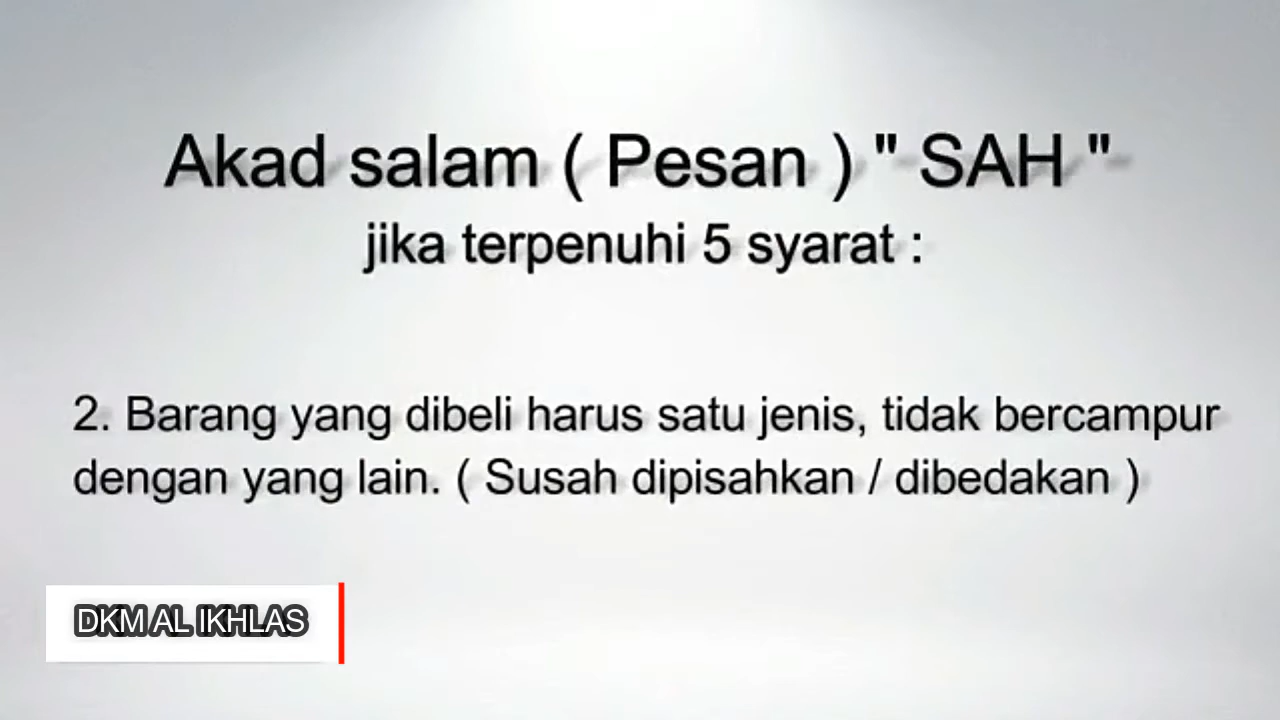 Akad salam ( Pesan ) " SAH "
jika terpenuhi 5 syarat :
2. Barang yang dibeli harus satu jenis, tidak bercampur
dengan yang lain. ( Susah dipisahkan / dibedakan )
DKM AL IKHLAS